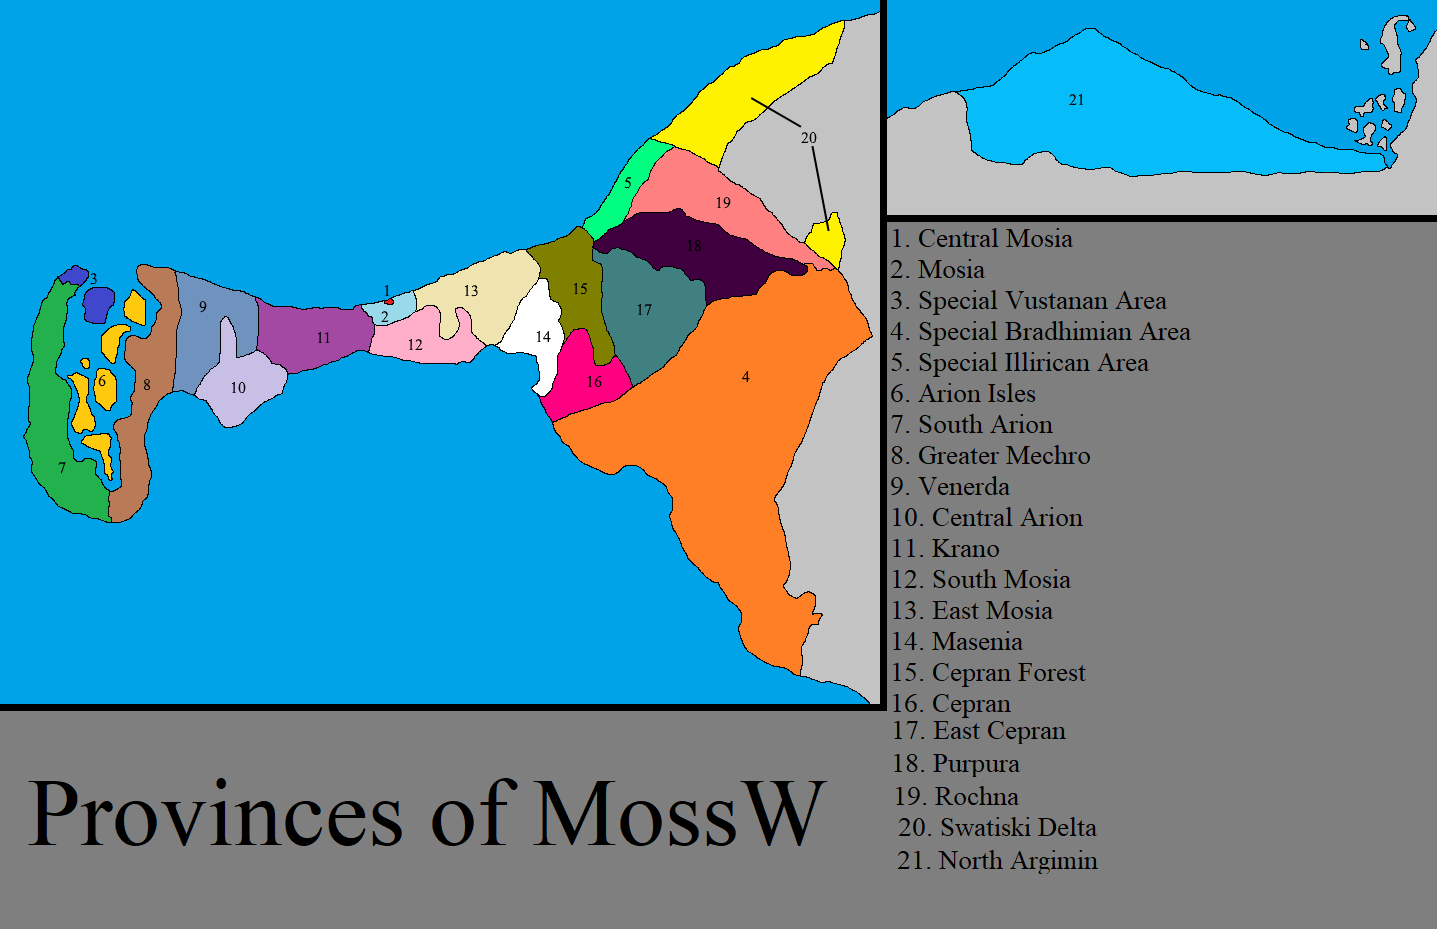 20
21
5
19
18
3
1
13
9
15
2
17
11
14
12
4
6
8
16
10
7
1. Central Mosia
2. Mosia
3. Special Vustanan Area
4. Special Bradhimian Area
5. Special Illirican Area
6. Arion Isles
7. South Arion
8. Greater Mechro
9. Venerda
10. Central Arion
11. Krano
12. South Mosia
13. East Mosia
14. Masenia
15. Cepran Forest
16. Cepran
17. East Cepran
18. Purpura
19. Rochna
20. Swatiski Delta
21. North Argimin
Provinces of MossW